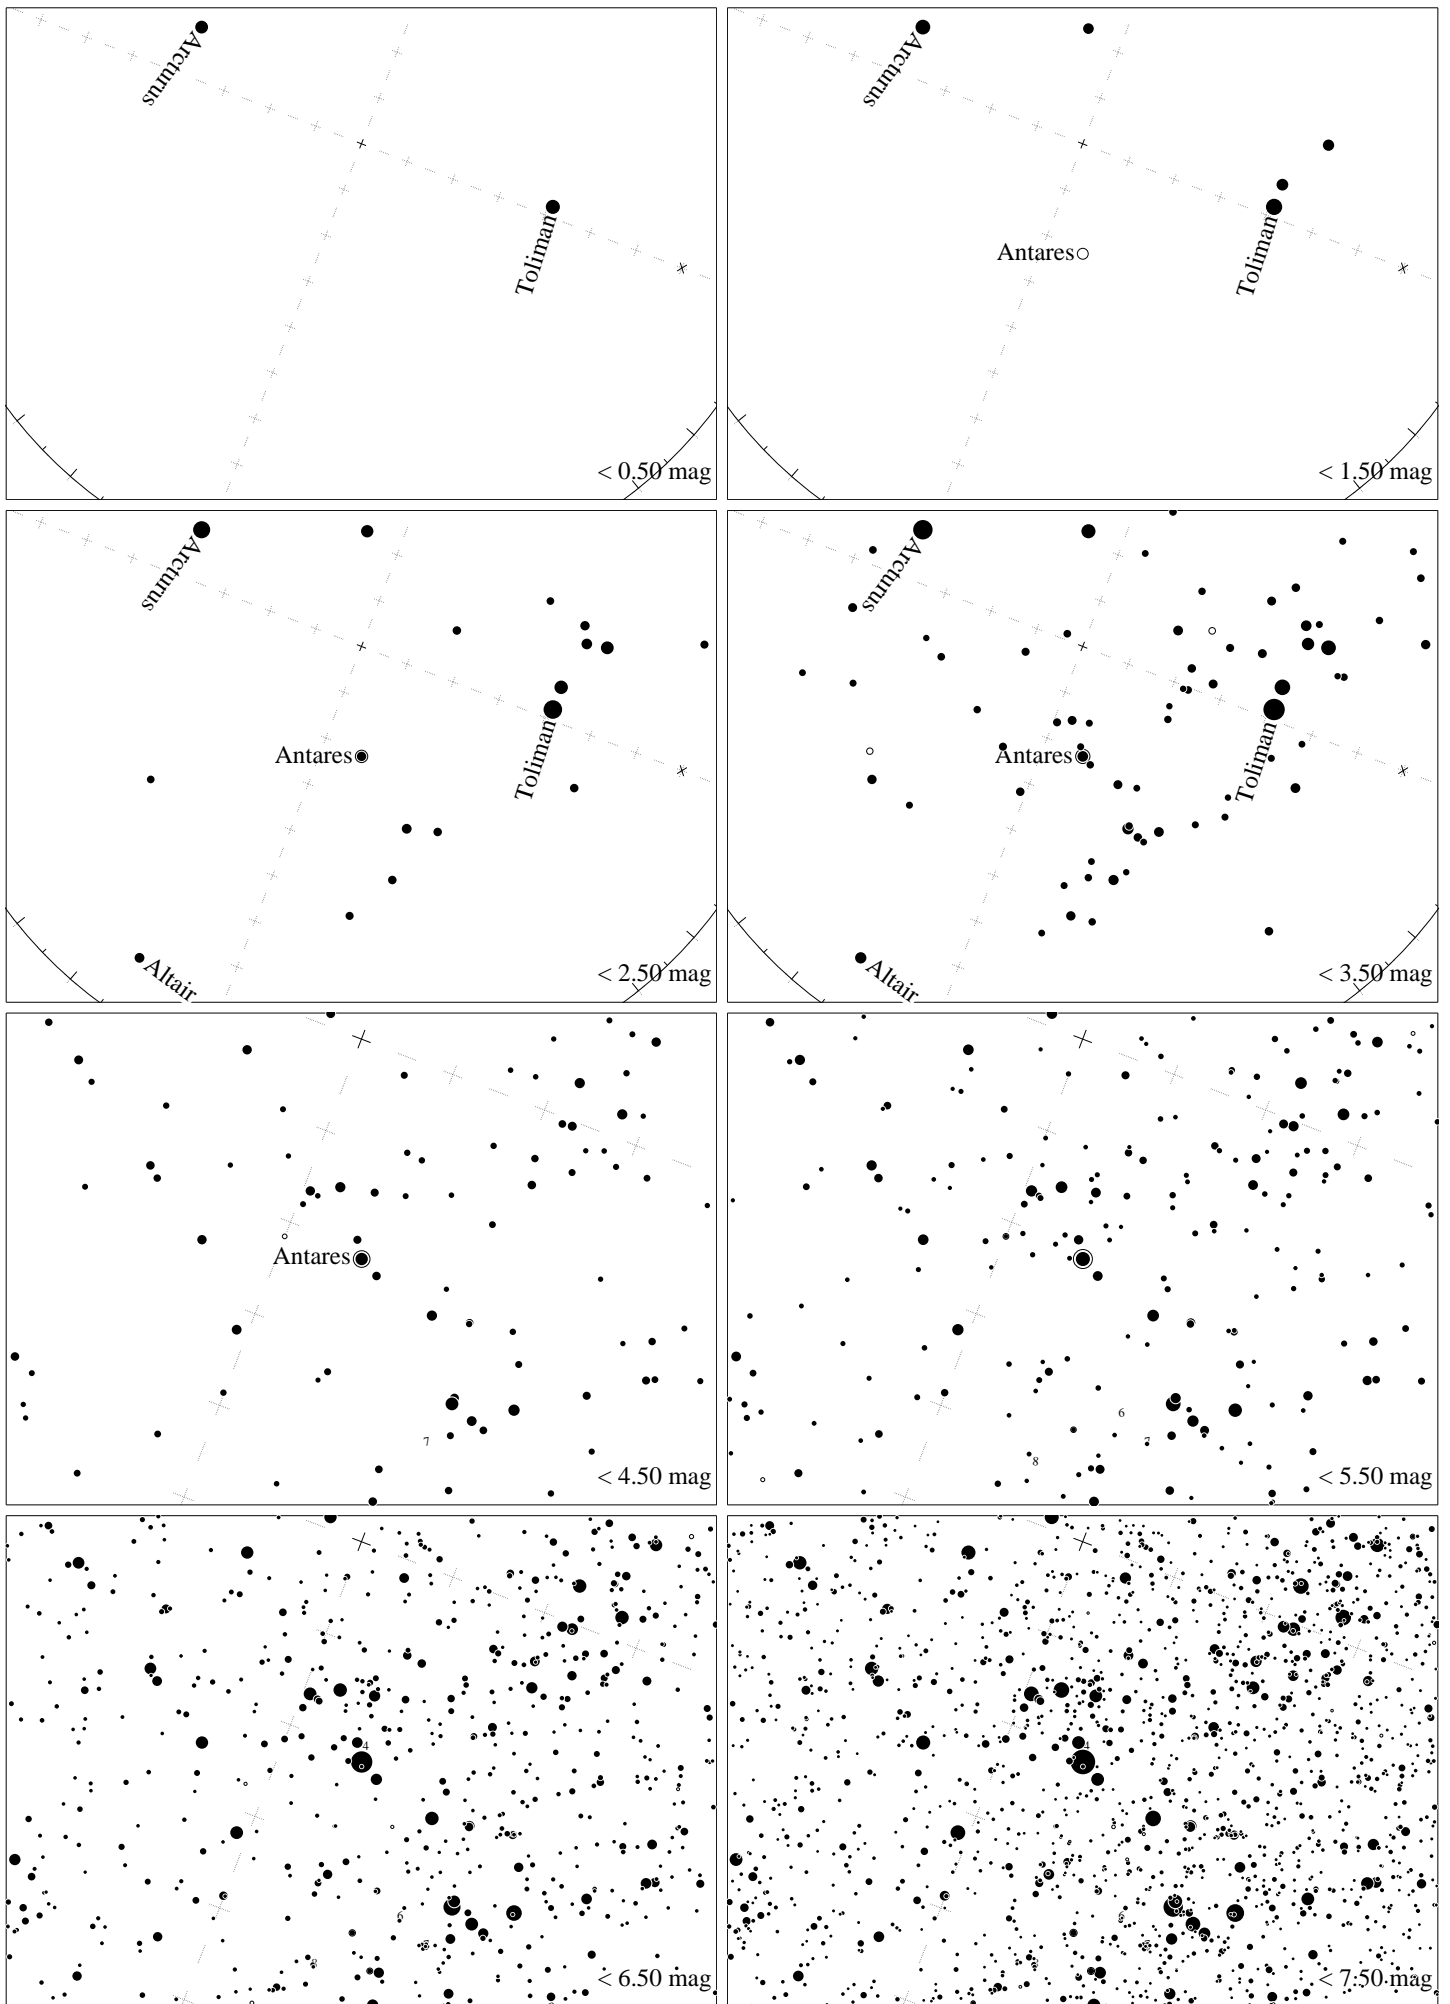 Arcturus
Toliman
< 0.50 mag
Arcturus
Antares
Toliman
< 1.50 mag
Arcturus
Antares
Toliman
Altair
< 2.50 mag
Arcturus
Antares
Toliman
Altair
< 3.50 mag
Antares
7
< 4.50 mag
6
7
8
< 5.50 mag
4
6
8
< 6.50 mag
4
< 7.50 mag